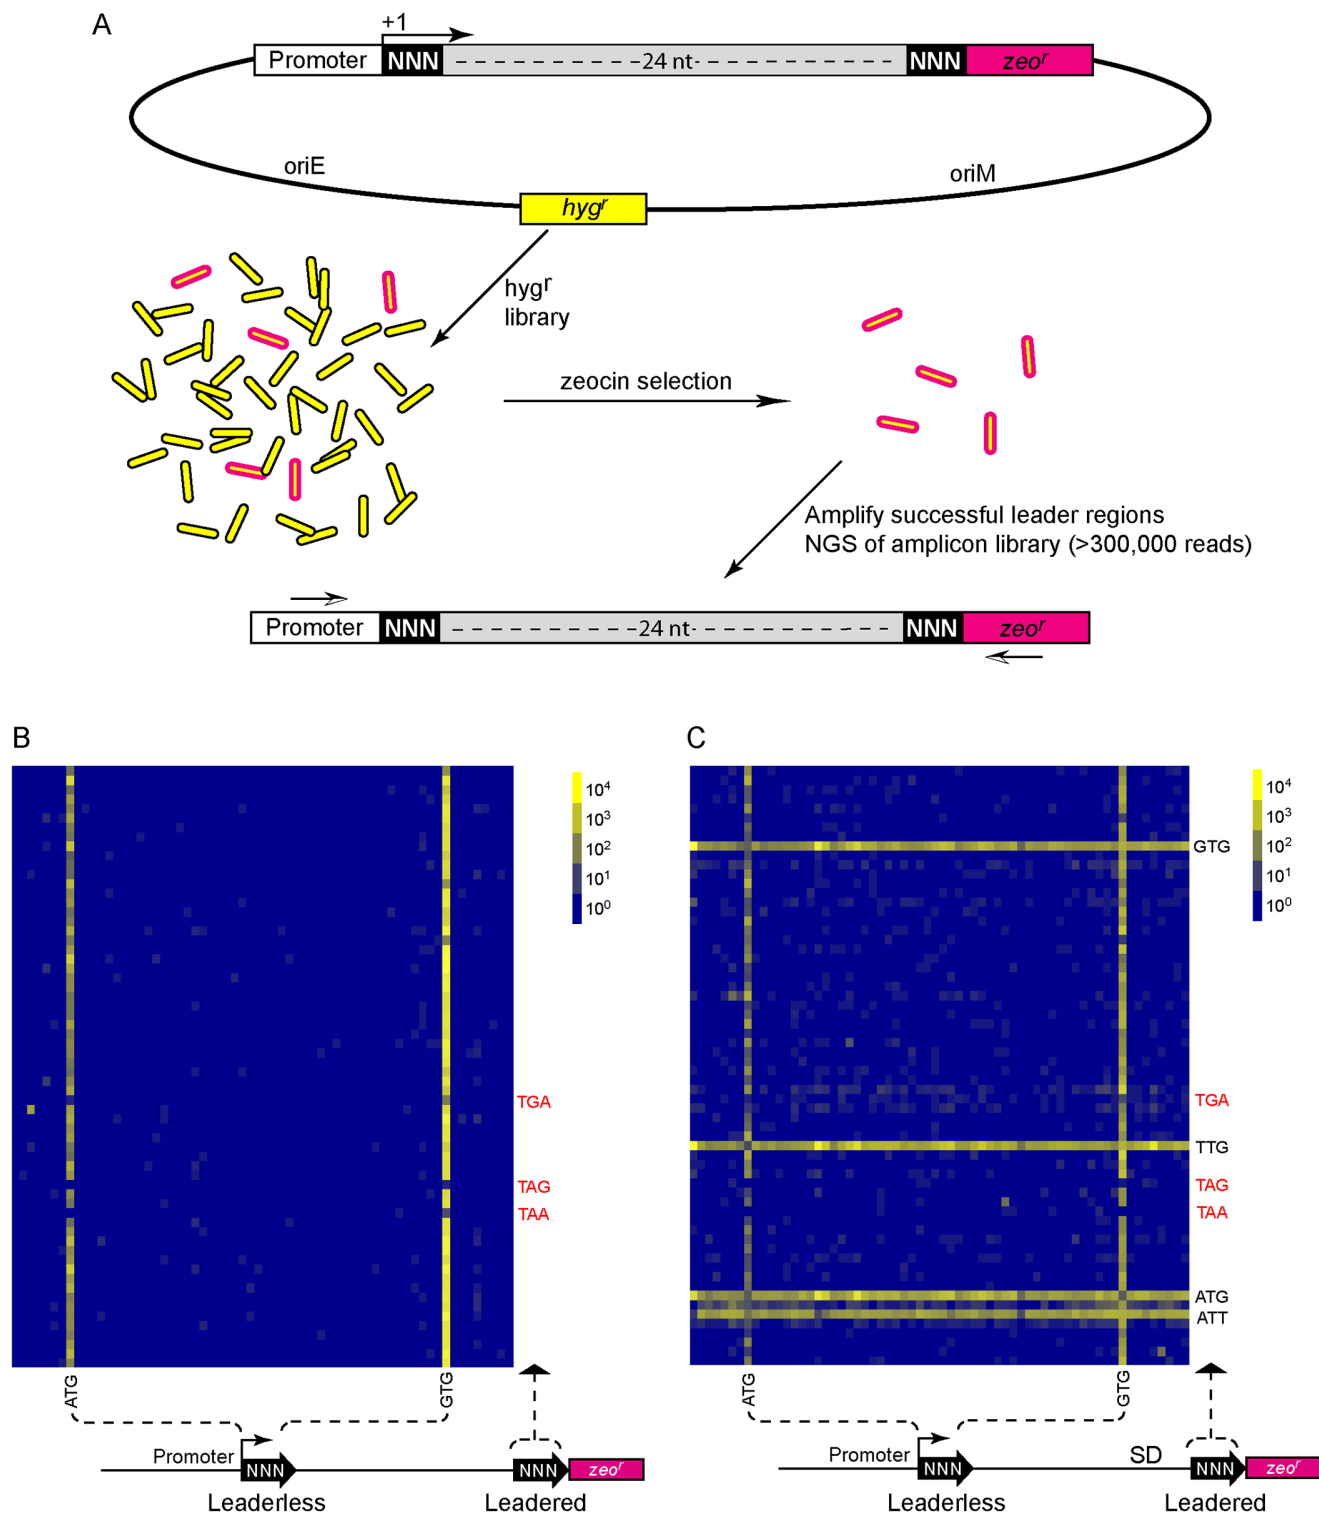 A
+1
Promoter NNN 24 nt NNN zeoʳ
oriE
oriM
hygʳ
hygʳ
library
zeocin selection
Amplify successful leader regions
NGS of amplicon library (>300,000 reads)
Promoter NNN 24 nt NNN zeoʳ
B
10⁴
10³
10²
10¹
10⁰
TGA
TAG
TAA
ATG
GTG
Promoter
NNN
NNN
zeoʳ
Leaderless
Leadered
C
10⁴
10³
10²
10¹
10⁰
GTG
TGA
TTG
TAG
TAA
ATG
ATT
ATG
GTG
Promoter
SD
NNN
NNN
zeoʳ
Leaderless
Leadered